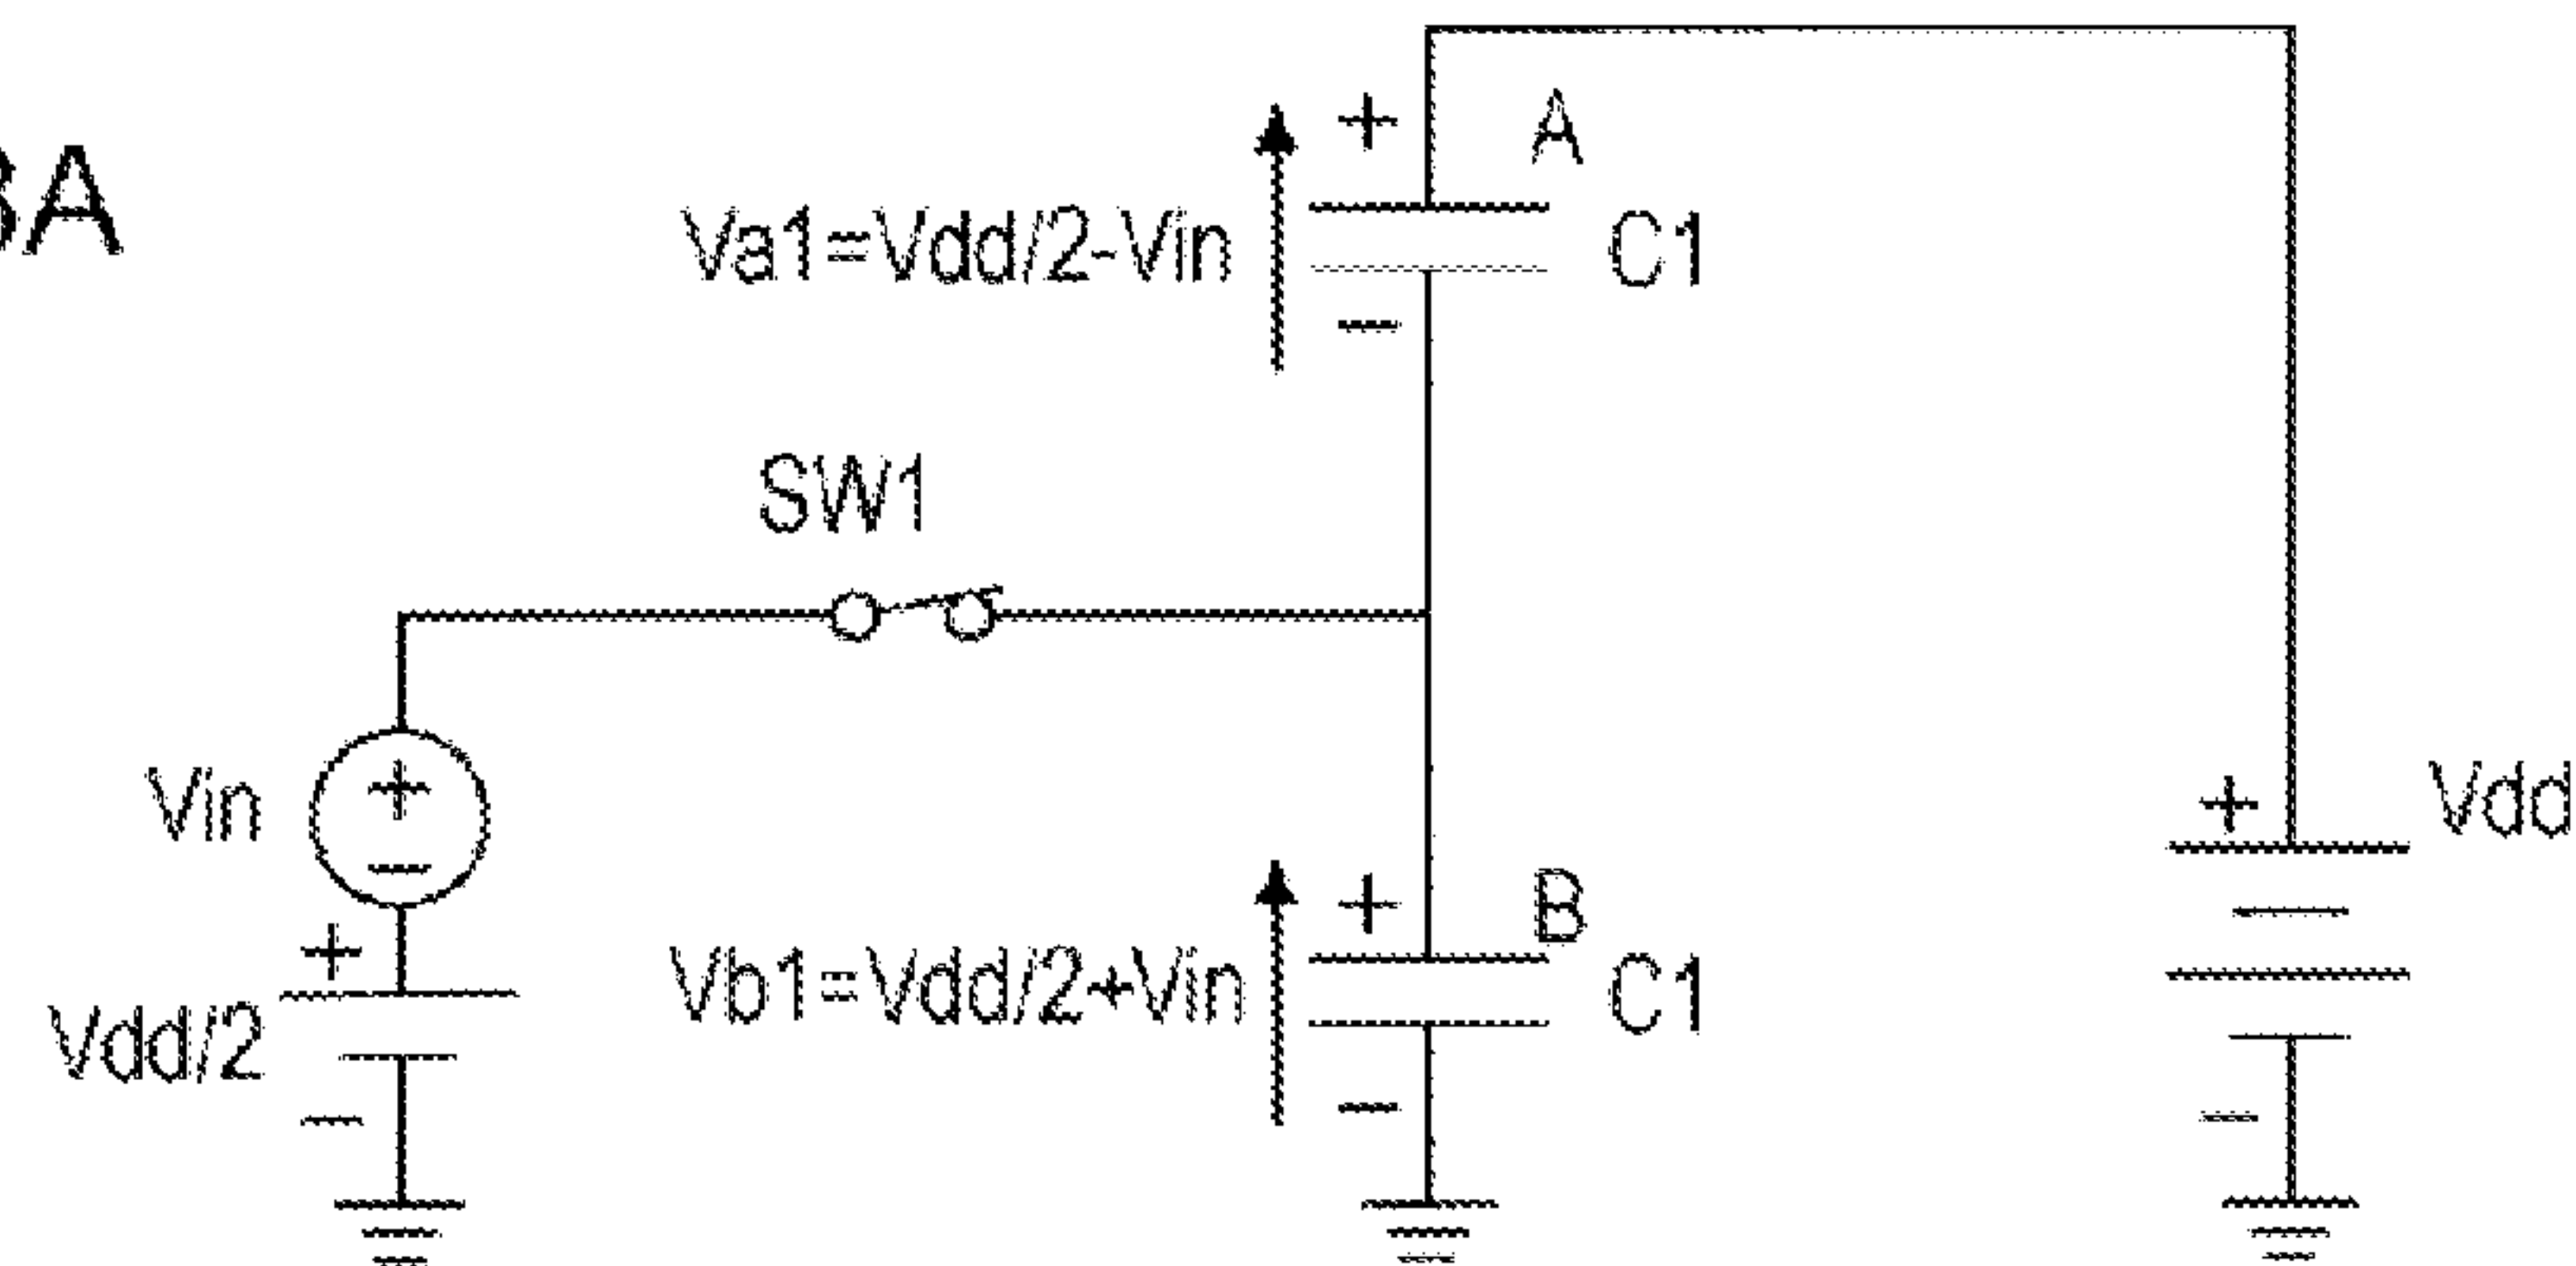 3A
+
A
Va1=Vdd/2-Vin
C1
-
SW1
Vin
+
-
+
Vdd
+
Vdd/2
-
+
B
Vb1=Vdd/2+Vin
C1
-
-